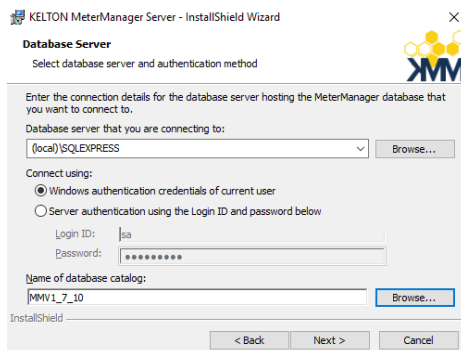 KELTON MeterManager Server - InstallShield Wizard
Database Server
Select database server and authentication method
KMM
Enter the connection details for the database server hosting the MeterManager database that
you want to connect to.
Database server that you are connecting to:
(local)\SQLEXPRESS
Browse...
Connect using:
Windows authentication credentials of current user
Server authentication using the Login ID and password below
Login ID:
sa
Password:
•••••••••
Name of database catalog:
MMV1_7_10
Browse...
InstallShield
< Back
Next >
Cancel